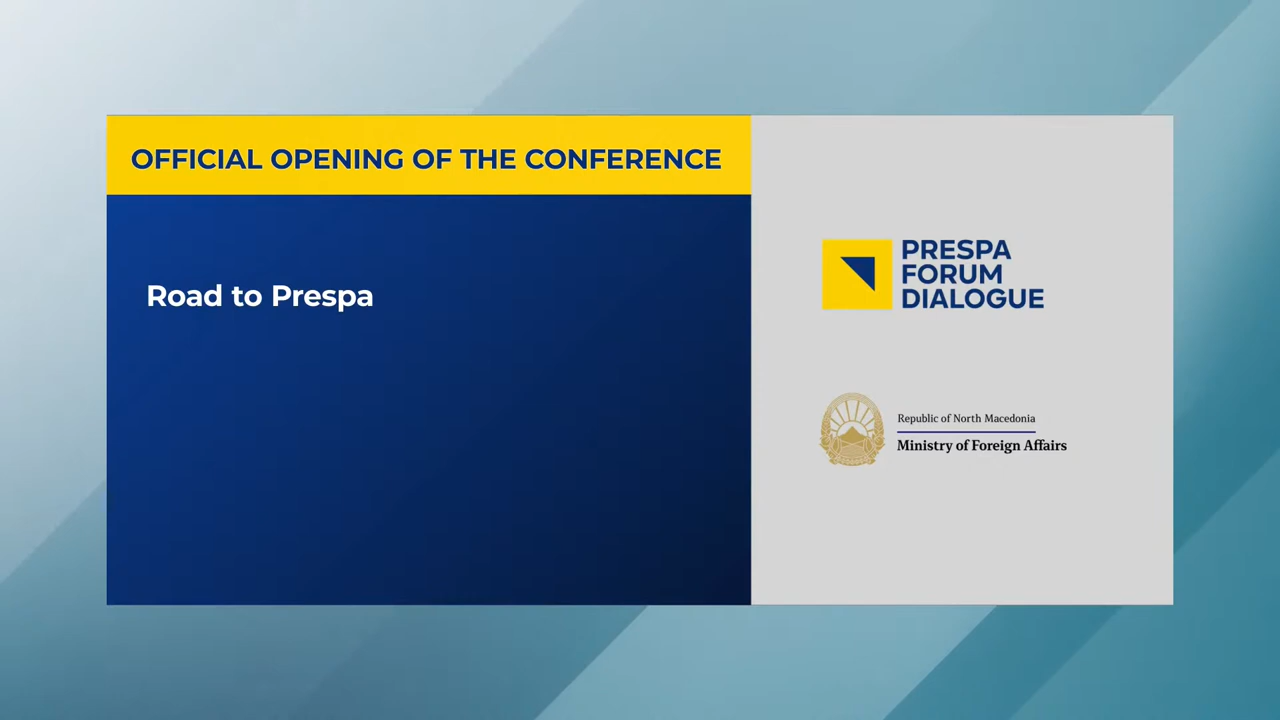 OFFICIAL OPENING OF THE CONFERENCE
Road to Prespa
PRESPA
FORUM
DIALOGUE
Republic of North Macedonia
Ministry of Foreign Affairs